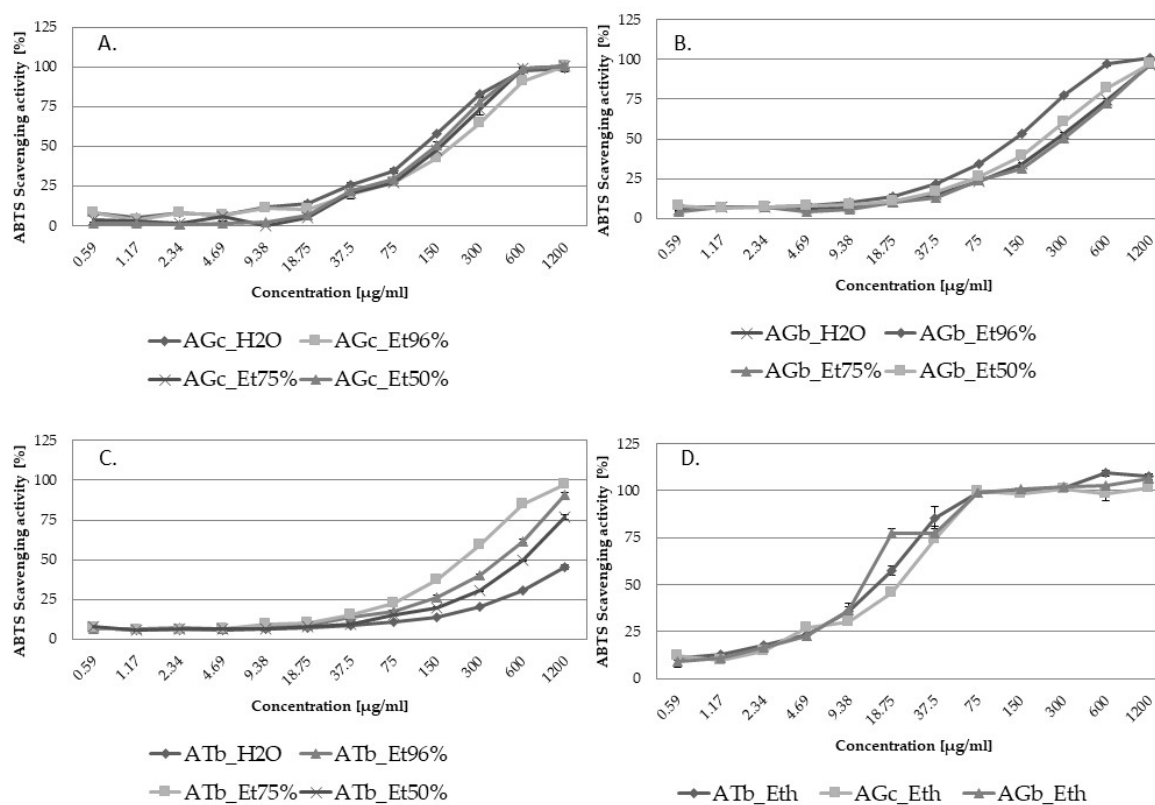 A.
ABTS Scavenging activity [%]
125
100
75
50
25
0
0.59 1.17 2.34 4.69 9.38 18.75 37.5 75 150 300 600 1200
Concentration [µg/ml]
AGc_H2O AGc_Et96%
AGc_Et75% AGc_Et50%
B.
ABTS Scavenging activity [%]
125
100
75
50
25
0
0.59 1.17 2.34 4.69 9.38 18.75 37.5 75 150 300 600 1200
Concentration [µg/ml]
AGb_H2O AGb_Et96%
AGb_Et75% AGb_Et50%
C.
ABTS Scavenging activity [%]
125
100
75
50
25
0
0.59 1.17 2.34 4.69 9.38 18.75 37.5 75 150 300 600 1200
Concentration [µg/ml]
ATb_H2O ATb_Et96%
ATb_Et75% ATb_Et50%
D.
ABTS Scavenging activity [%]
125
100
75
50
25
0
0.59 1.17 2.34 4.69 9.38 18.75 37.5 75 150 300 600 1200
Concentration [µg/ml]
ATb_Eth AGc_Eth AGb_Eth